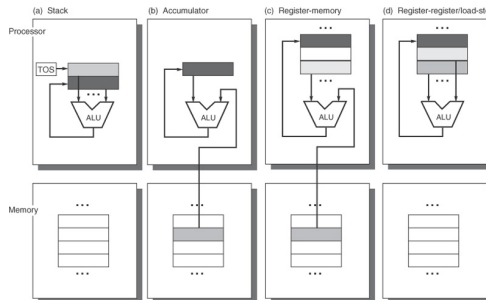 (a) Stack
(b) Accumulator
(c) Register-memory
(d) Register-register/load-st
Processor
TOS
...
...
...
...
...
ALU
ALU
ALU
ALU
Memory
...
...
...
...
...
...
...
...